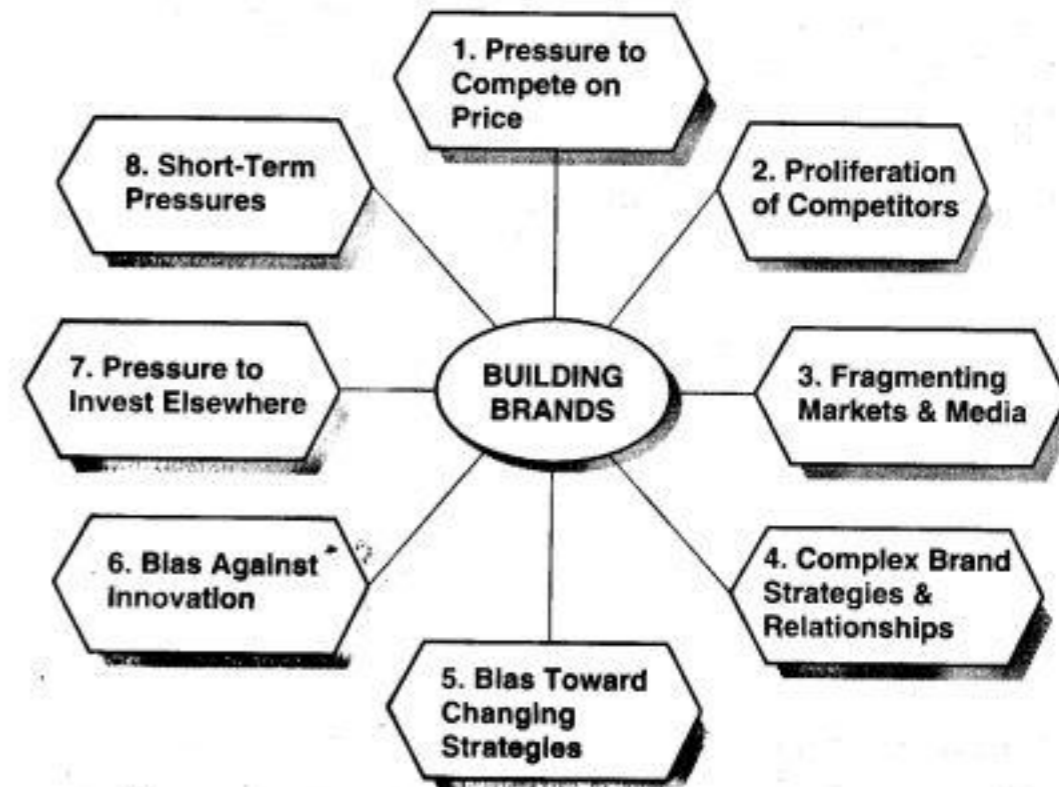 1. Pressure to
Compete on
Price
2. Proliferation
of Competitors
3. Fragmenting
Markets & Media
4. Complex Brand
Strategies &
Relationships
5. Bias Toward
Changing
Strategies
6. Bias Against
Innovation
7. Pressure to
Invest Elsewhere
8. Short-Term
Pressures
BUILDING
BRANDS